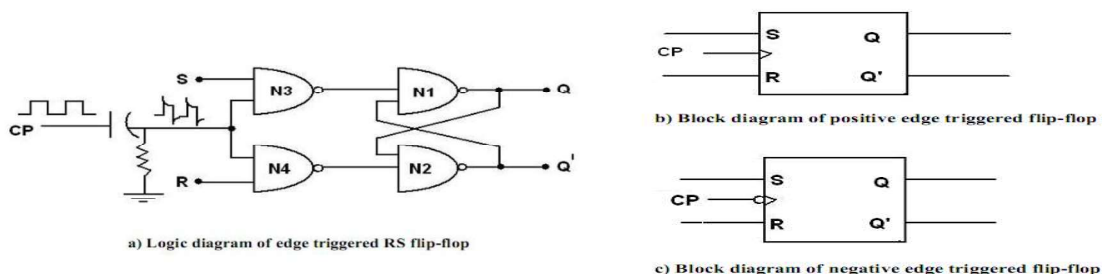 S
N3
N1
Q
CP
N4
N2
Q'
R
a) Logic diagram of edge triggered RS flip-flop
S
Q
CP
R
Q'
b) Block diagram of positive edge triggered flip-flop
S
Q
CP
R
Q'
c) Block diagram of negative edge triggered flip-flop